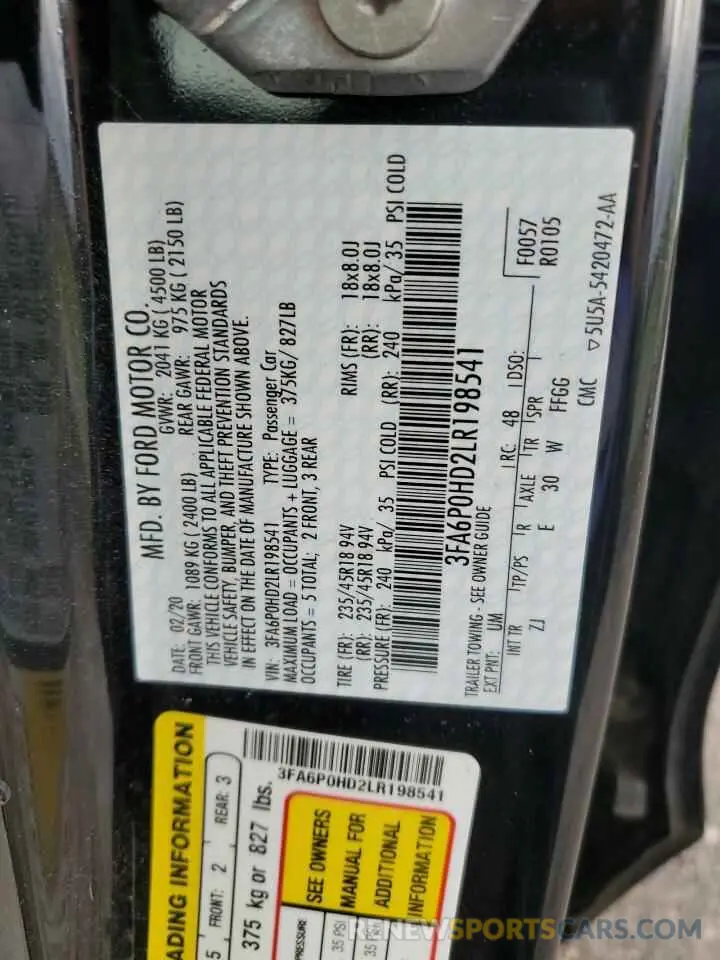 MFD. BY FORD MOTOR CO.
DATE: 02/20 GVWR: 2041 KG ( 4500 LB)
FRONT GAWR: 1089 KG ( 2400 LB) REAR GAWR: 975 KG ( 2150 LB)
THIS VEHICLE CONFORMS TO ALL APPLICABLE FEDERAL MOTOR
VEHICLE SAFETY, BUMPER, AND THEFT PREVENTION STANDARDS
IN EFFECT ON THE DATE OF MANUFACTURE SHOWN ABOVE.
VIN: 3FA6P0HD2LR198541 TYPE: Passenger Car
MAXIMUM LOAD = OCCUPANTS + LUGGAGE = 375KG/ 827LB
OCCUPANTS = 5 TOTAL; 2 FRONT, 3 REAR
TIRE (FR): 235/45R18 94V RIMS (FR): 18x8.0J
(RR): 235/45R18 94V (RR): 18x8.0J
PRESSURE (FR): 240 kPa/ 35 PSI COLD (RR): 240 kPa/ 35 PSI COLD
3FA6P0HD2LR198541
TRAILER TOWING - SEE OWNER GUIDE
EXT PNT: UM RC: 48 DSO:
F0057
R0105
INT TR TP/PS R AXLE TR SPR
ZJ E 30 W FFGG
CMC ▽5U5A-5420472-AA
ADING INFORMATION
5 FRONT: 2 REAR: 3
375 kg or 827 lbs.
3FA6P0HD2LR198541
PRESSURE:
35 PSI
35 PSI
SEE OWNERS
MANUAL FOR
ADDITIONAL
INFORMATION
RENEWSPORTSCARS.COM